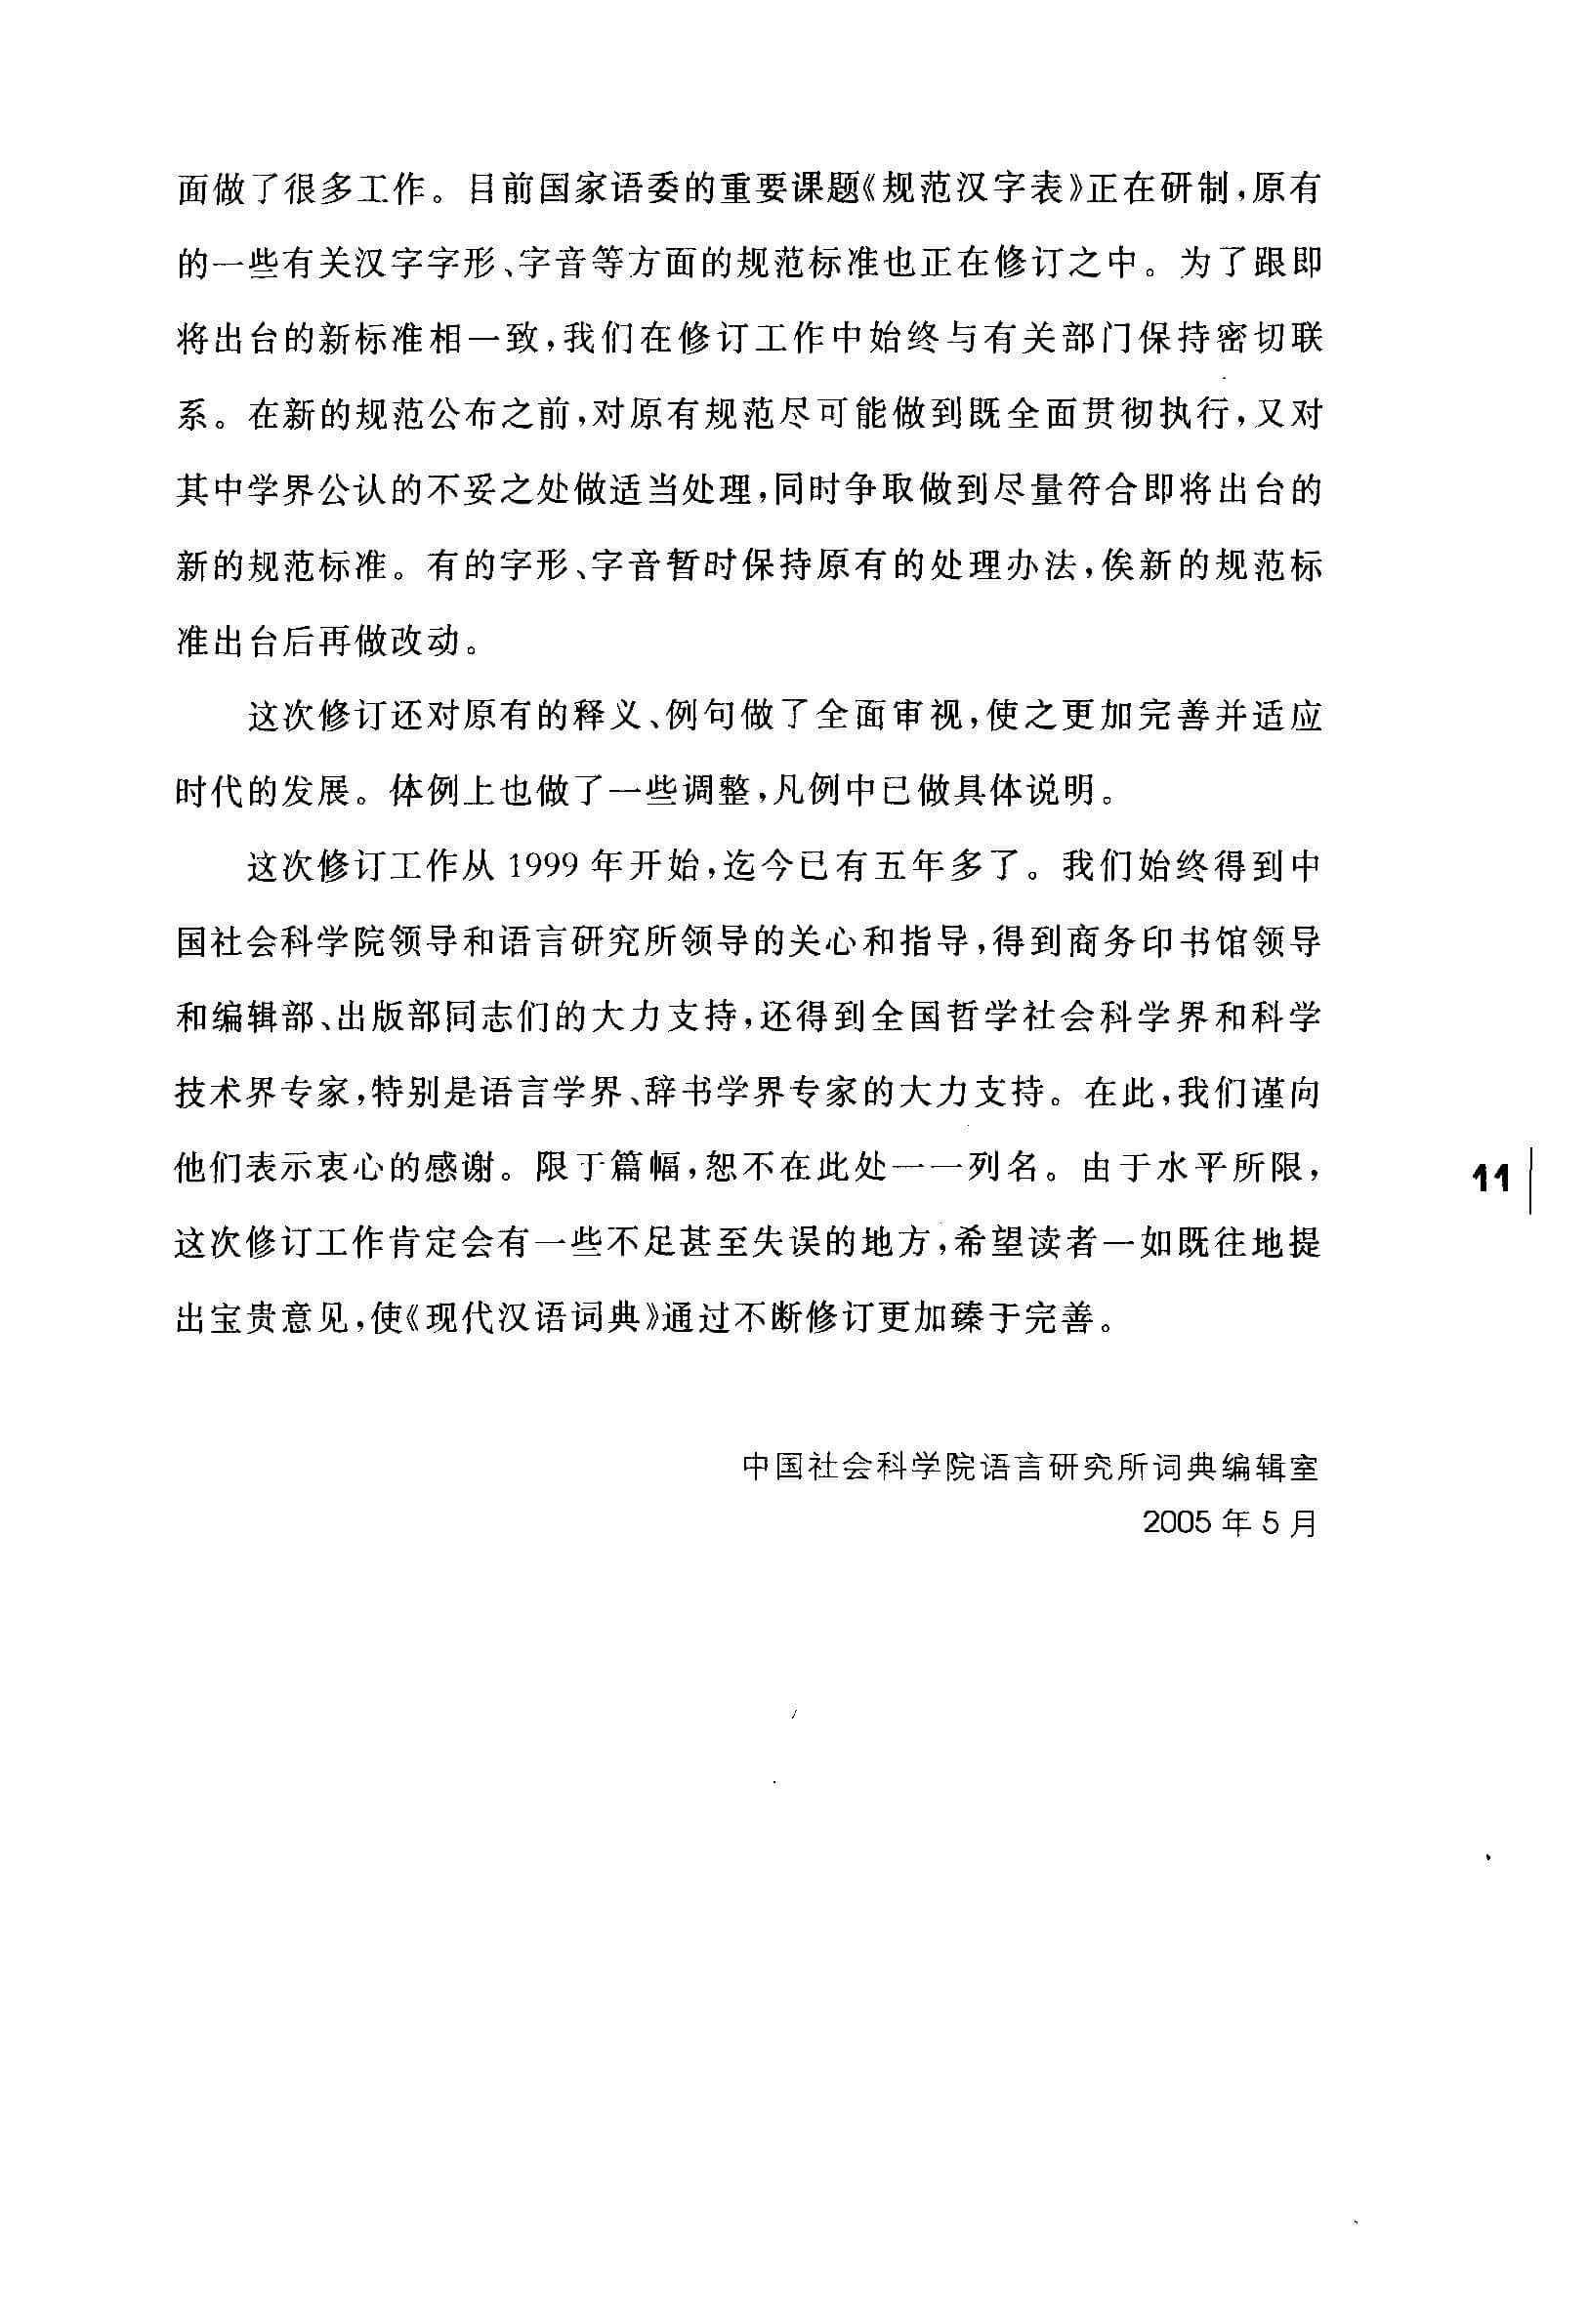 面做了很多工作。目前国家语委的重要课题《规范汉字表》正在研制,原有
的一些有关汉字字形、字音等方面的规范标准也正在修订之中。为了跟即
将出台的新标准相一致,我们在修订工作中始终与有关部门保持密切联
系。在新的规范公布之前,对原有规范尽可能做到既全面贯彻执行,又对
其中学界公认的不妥之处做适当处理,同时争取做到尽量符合即将出台的
新的规范标准。有的字形、字音暂时保持原有的处理办法,俟新的规范标
准出台后再做改动。
这次修订还对原有的释义、例句做了全面审视,使之更加完善并适应
时代的发展。体例上也做了一些调整,凡例中已做具体说明。
这次修订工作从 1999 年开始,迄今已有五年多了。我们始终得到中
国社会科学院领导和语言研究所领导的关心和指导,得到商务印书馆领导
和编辑部、出版部同志们的大力支持,还得到全国哲学社会科学界和科学
技术界专家,特别是语言学界、辞书学界专家的大力支持。在此,我们谨向
他们表示衷心的感谢。限于篇幅,恕不在此处一一列名。由于水平所限,
这次修订工作肯定会有一些不足甚至失误的地方,希望读者一如既往地提
出宝贵意见,使《现代汉语词典》通过不断修订更加臻于完善。
中国社会科学院语言研究所词典编辑室
2005 年 5 月
11